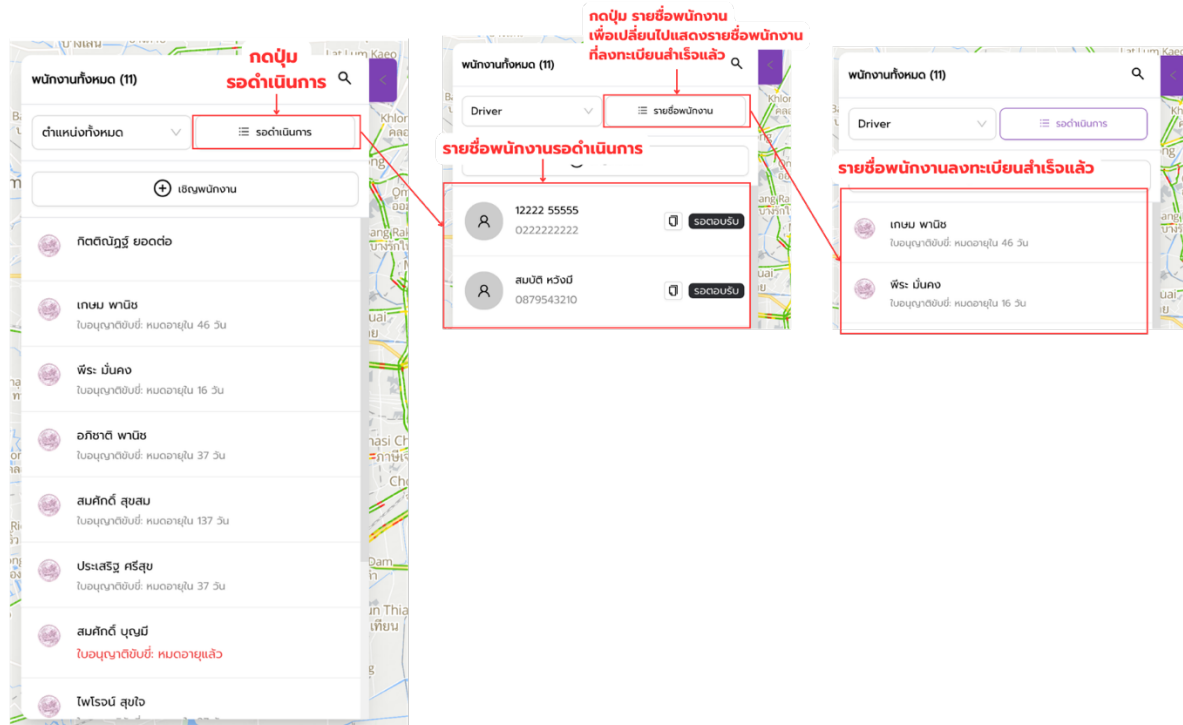 กดปุ่ม
รอดำเนินการ
พนักงานทั้งหมด (11)
ตำแหน่งทั้งหมด
รอดำเนินการ
เชิญพนักงาน
กิตติณัฏฐ์ ยอดต่อ
เกษม พานิช
ใบอนุญาติขับขี่: หมดอายุใน 46 วัน
พีระ มั่นคง
ใบอนุญาติขับขี่: หมดอายุใน 16 วัน
อภิชาติ พานิช
ใบอนุญาติขับขี่: หมดอายุใน 37 วัน
สมศักดิ์ สุขสม
ใบอนุญาติขับขี่: หมดอายุใน 137 วัน
ประเสริฐ ศรีสุข
ใบอนุญาติขับขี่: หมดอายุใน 37 วัน
สมศักดิ์ บุญมี
ใบอนุญาติขับขี่: หมดอายุแล้ว
ไพโรจน์ สุขใจ
กดปุ่ม รายชื่อพนักงาน
เพื่อเปลี่ยนไปแสดงรายชื่อพนักงาน
ที่ลงทะเบียนสำเร็จแล้ว
พนักงานทั้งหมด (11)
Driver
รายชื่อพนักงาน
รายชื่อพนักงานรอดำเนินการ
12222 55555
0222222222
รอตอบรับ
สมบัติ หวังมี
0879543210
รอตอบรับ
พนักงานทั้งหมด (11)
Driver
รอดำเนินการ
รายชื่อพนักงานลงทะเบียนสำเร็จแล้ว
เกษม พานิช
ใบอนุญาติขับขี่: หมดอายุใน 46 วัน
พีระ มั่นคง
ใบอนุญาติขับขี่: หมดอายุใน 16 วัน